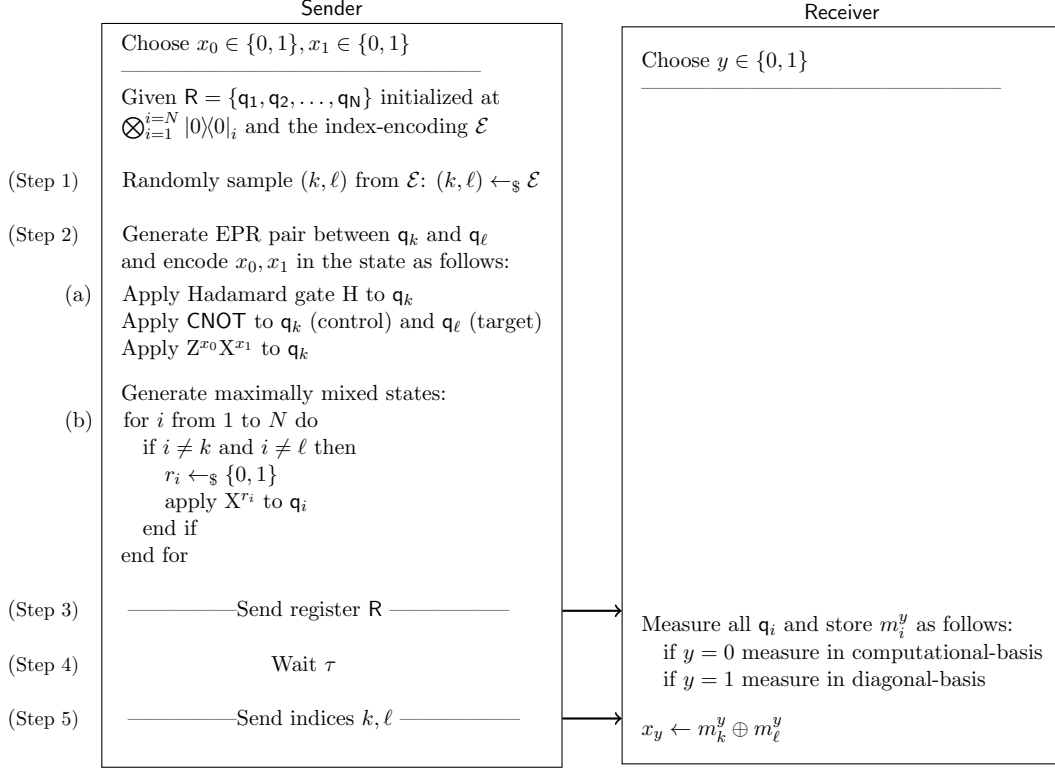 Sender
Receiver
Choose x₀ ∈ {0, 1}, x₁ ∈ {0, 1}
Choose y ∈ {0, 1}
Given R = {q₁, q₂, . . . , q_N} initialized at
⨂_{i=1}^{i=N} |0⟩⟨0|_i and the index-encoding ℰ
(Step 1) Randomly sample (k, ℓ) from ℰ: (k, ℓ) ←$ ℰ
(Step 2) Generate EPR pair between q_k and q_ℓ
and encode x₀, x₁ in the state as follows:
(a) Apply Hadamard gate H to q_k
Apply CNOT to q_k (control) and q_ℓ (target)
Apply Z^{x₀}X^{x₁} to q_k
Generate maximally mixed states:
(b) for i from 1 to N do
if i ≠ k and i ≠ ℓ then
r_i ←$ {0, 1}
apply X^{r_i} to q_i
end if
end for
(Step 3) Send register R
Measure all q_i and store m_i^y as follows:
if y = 0 measure in computational-basis
if y = 1 measure in diagonal-basis
(Step 4) Wait τ
(Step 5) Send indices k, ℓ
x_y ← m_k^y ⊕ m_ℓ^y